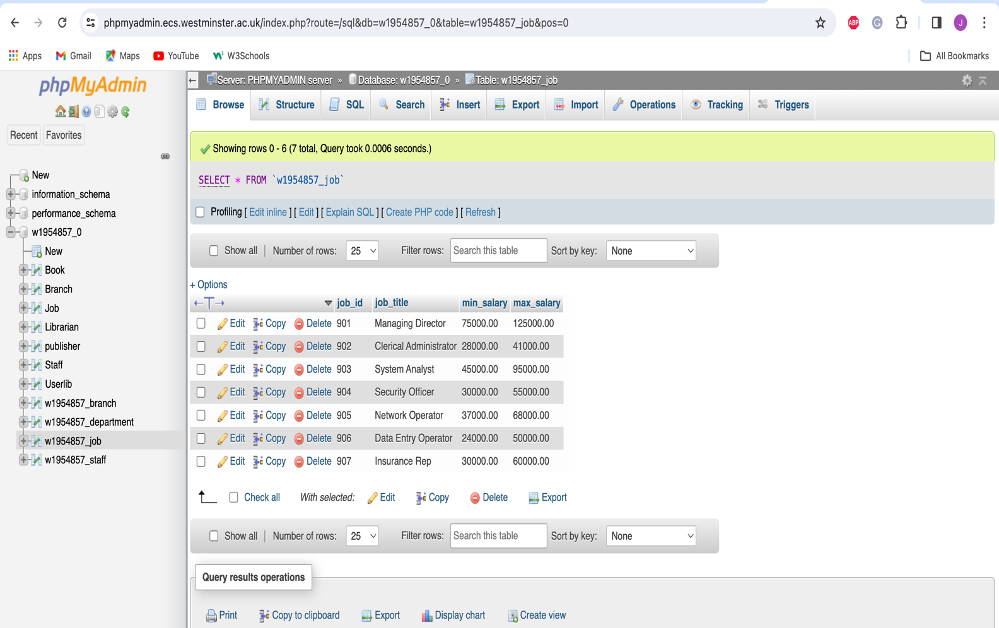 phpmyadmin.ecs.westminster.ac.uk/index.php?route=/sql&db=w1954857_0&table=w1954857_job&pos=0
ABP G J
Apps Gmail Maps YouTube W3Schools All Bookmarks
phpMyAdmin
Server: PHPMYADMIN server » Database: w1954857_0 » Table: w1954857_job
Browse Structure SQL Search Insert Export Import Operations Tracking Triggers
Recent Favorites
New
information_schema
performance_schema
w1954857_0
New
Book
Branch
Job
Librarian
publisher
Staff
Userlib
w1954857_branch
w1954857_department
w1954857_job
w1954857_staff
Showing rows 0 - 6 (7 total, Query took 0.0006 seconds.)
SELECT * FROM `w1954857_job`
Profiling [ Edit inline ] [ Edit ] [ Explain SQL ] [ Create PHP code ] [ Refresh ]
Show all | Number of rows: 25 Filter rows: Search this table Sort by key: None
+ Options
←T→ job_id job_title min_salary max_salary
Edit Copy Delete 901 Managing Director 75000.00 125000.00
Edit Copy Delete 902 Clerical Administrator 28000.00 41000.00
Edit Copy Delete 903 System Analyst 45000.00 95000.00
Edit Copy Delete 904 Security Officer 30000.00 55000.00
Edit Copy Delete 905 Network Operator 37000.00 68000.00
Edit Copy Delete 906 Data Entry Operator 24000.00 50000.00
Edit Copy Delete 907 Insurance Rep 30000.00 60000.00
Check all With selected: Edit Copy Delete Export
Show all | Number of rows: 25 Filter rows: Search this table Sort by key: None
Query results operations
Print Copy to clipboard Export Display chart Create view